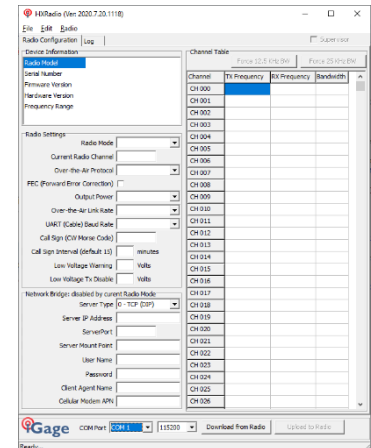 HXRadio (Ver: 2020.7.20.1118)
File Edit Radio
Radio Configuration Log
Supervisor
Device Information
Radio Model
Serial Number
Firmware Version
Hardware Version
Frequency Range
Radio Settings
Radio Mode
Current Radio Channel
Over-the-Air Protocol
FEC (Forward Error Correction)
Output Power
Over-the-Air Link Rate
UART (Cable) Baud Rate
Call Sign (CW Morse Code)
Call Sign Interval (default 15) minutes
Low Voltage Warning Volts
Low Voltage Tx Disable Volts
Network Bridge: disabled by curent Radio Mode
Server Type 0 - TCP (DIP)
Server IP Address
ServerPort
Server Mount Point
User Name
Password
Client Agent Name
Cellular Modem APN
Channel Table
Force 12.5 KHz BW Force 25 KHz BW
Channel TX Frequency RX Frequency Bandwidth
CH 000
CH 001
CH 002
CH 003
CH 004
CH 005
CH 006
CH 007
CH 008
CH 009
CH 010
CH 011
CH 012
CH 013
CH 014
CH 015
CH 016
CH 017
CH 018
CH 019
CH 020
CH 021
CH 022
CH 023
CH 024
CH 025
CH 026
iGage COM Port COM 1 115200 Download from Radio Upload to Radio
Ready...